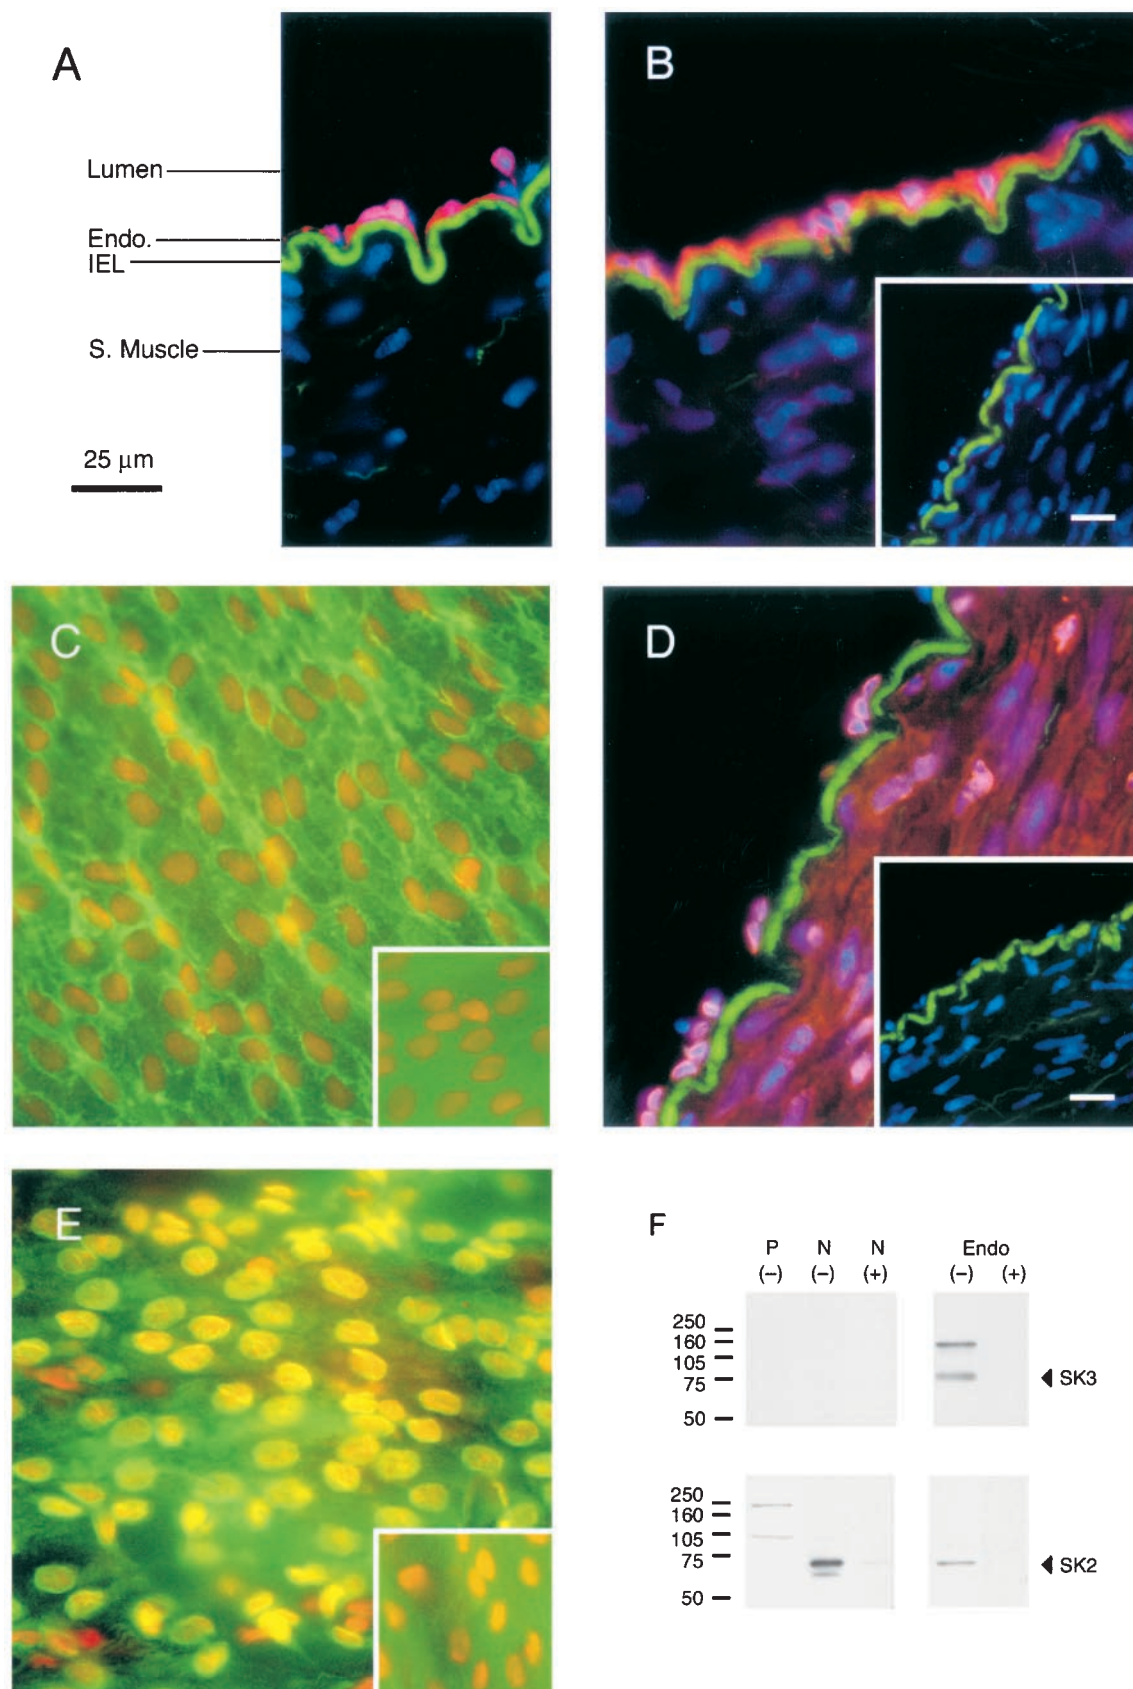 A
B
Lumen
Endo.
IEL
S. Muscle
25 μm
C
D
E
F
P N N Endo
(–) (–) (+) (–) (+)
250
160
105
75
50
SK3
250
160
105
75
50
SK2